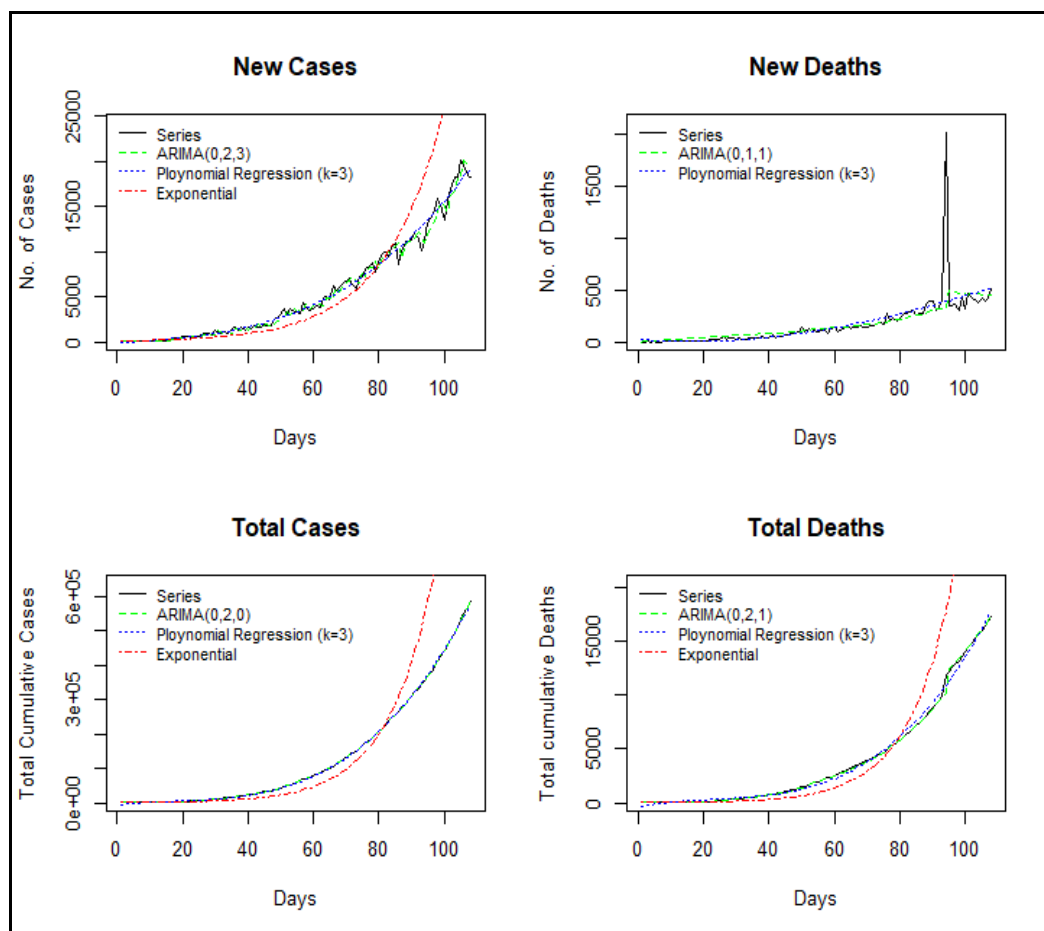 New Cases
No. of Cases
25000
15000
5000
0
Series
ARIMA(0,2,3)
Ploynomial Regression (k=3)
Exponential
0 20 40 60 80 100
Days
New Deaths
No. of Deaths
1500
500
0
Series
ARIMA(0,1,1)
Ploynomial Regression (k=3)
0 20 40 60 80 100
Days
Total Cases
Total Cumulative Cases
6e+05
3e+05
0e+00
Series
ARIMA(0,2,0)
Ploynomial Regression (k=3)
Exponential
0 20 40 60 80 100
Days
Total Deaths
Total cumulative Deaths
15000
5000
0
Series
ARIMA(0,2,1)
Ploynomial Regression (k=3)
Exponential
0 20 40 60 80 100
Days